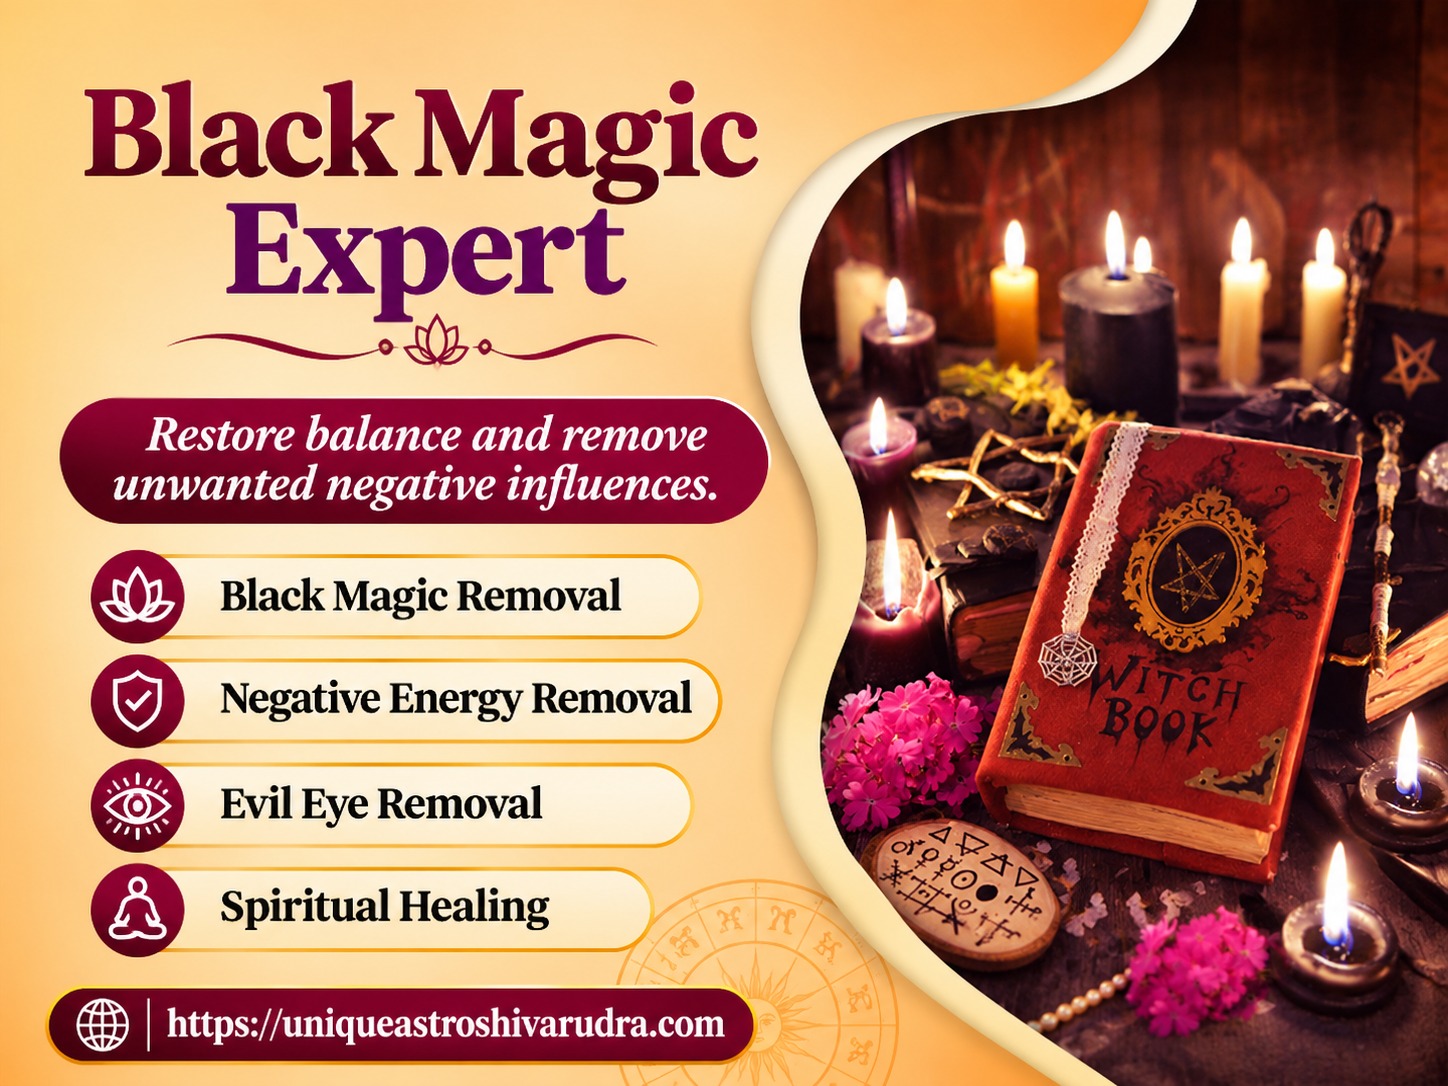 Black Magic
Expert
Restore balance and remove
unwanted negative influences.
Black Magic Removal
Negative Energy Removal
Evil Eye Removal
Spiritual Healing
https://uniqueastroshivarudra.com
WITCH
BOOK